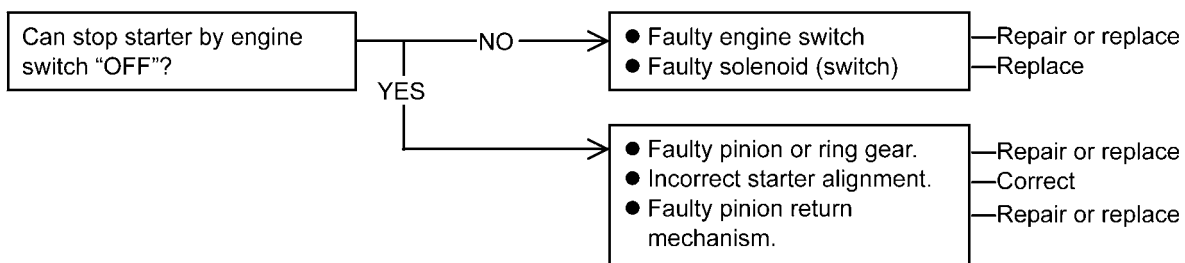 Can stop starter by engine
switch “OFF”?
NO
YES
● Faulty engine switch
● Faulty solenoid (switch)
Repair or replace
Replace
● Faulty pinion or ring gear.
● Incorrect starter alignment.
● Faulty pinion return
mechanism.
Repair or replace
Correct
Repair or replace